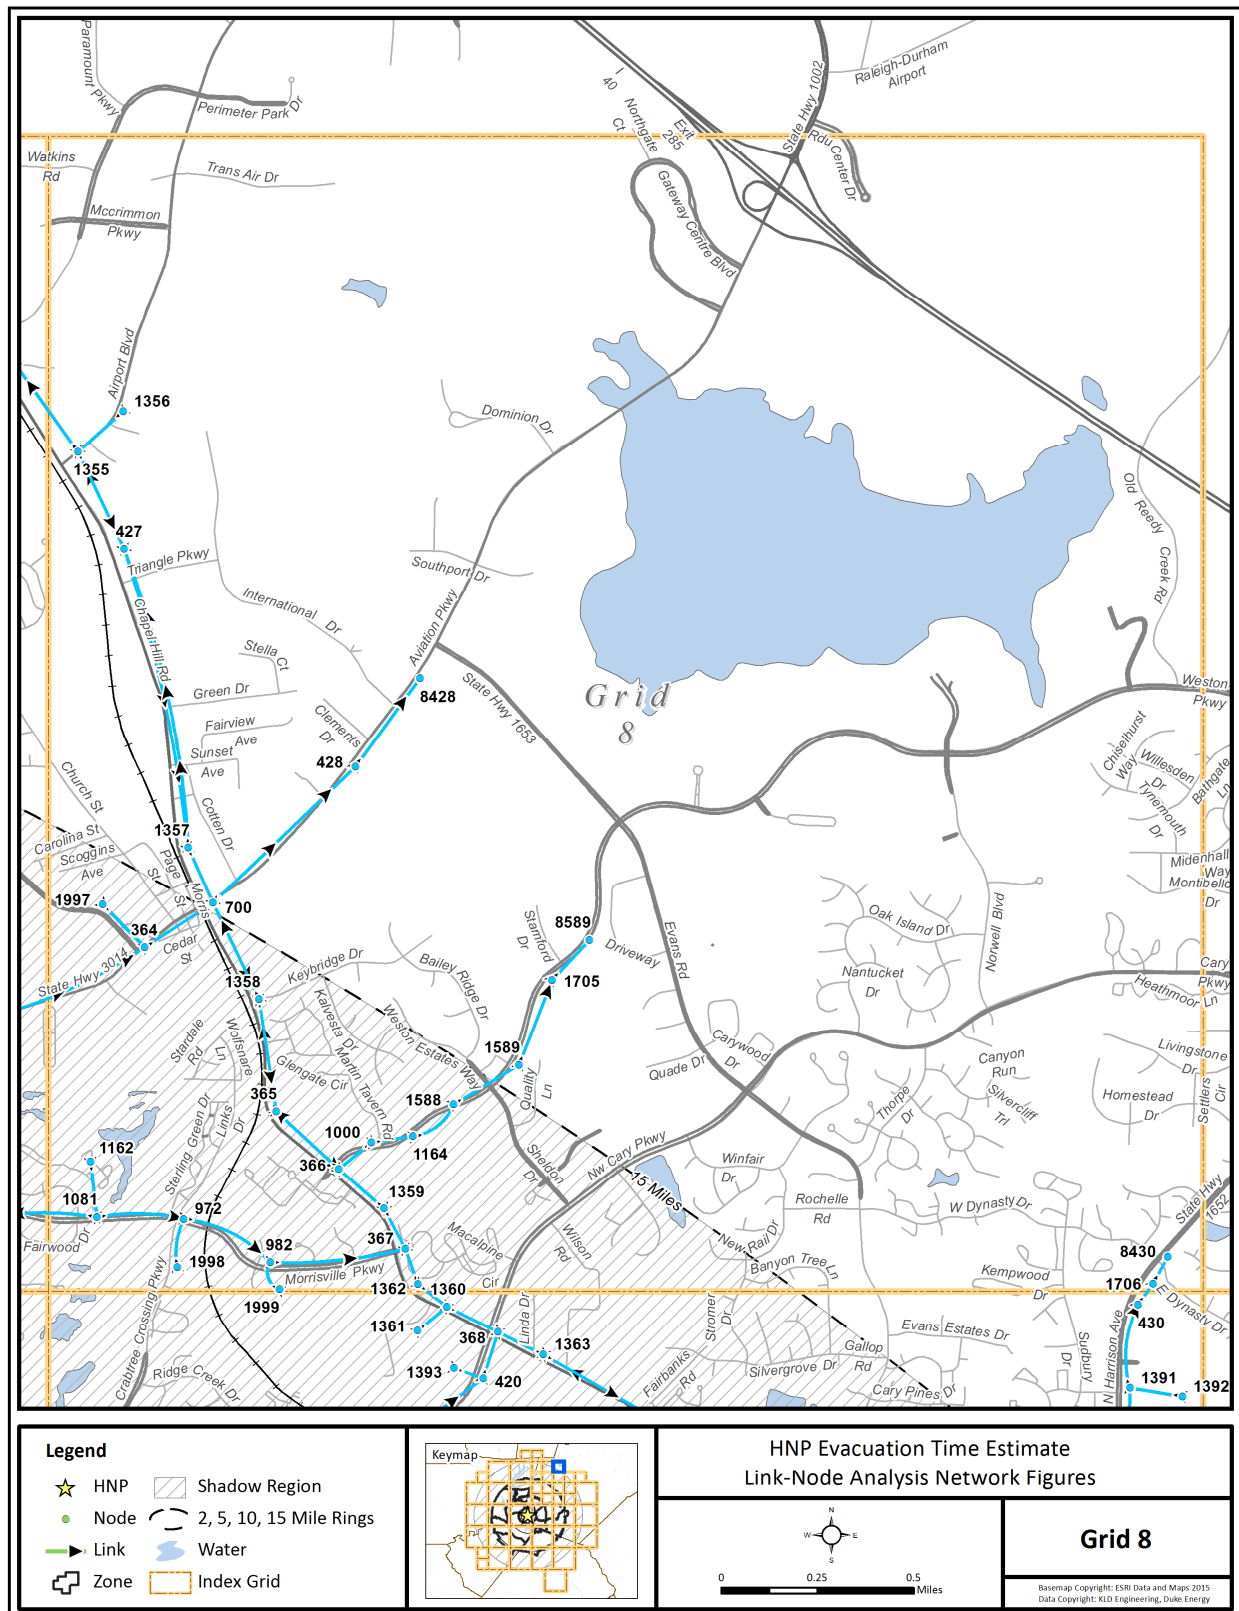 Paramount Pkwy
Perimeter Park Dr
I 40
Northgate Ct
Exit 285
State Hwy 1002
Raleigh-Durham Airport
Rdu Center Dr
Watkins Rd
Trans Air Dr
Mccrimmon Pkwy
Gateway Centre Blvd
Airport Blvd
1356
Dominion Dr
1355
427
Triangle Pkwy
Southport Dr
Old Reedy Creek Rd
International Dr
Chapel Hill Rd
Stella Ct
Aviation Pkwy
Green Dr
8428
State Hwy 1653
Grid
8
Weston Pkwy
Fairview Ave
Clements Dr
Sunset Ave
428
Chiselhurst Way
Willesden Dr
Bathgate Ln
Tynemouth Dr
Church St
Cotten Dr
1357
Carolina St
Scoggins Ave
Page St
Midenhall Way
Montibello Dr
1997
Morris St
700
364
Cedar St
State Hwy 3014
Stamford Dr
8589
Driveway
Evans Rd
Oak Island Dr
Norwell Blvd
Nantucket Dr
Cary Pkwy
Heathmoor Ln
1358
Keybridge Dr
Bailey Ridge Dr
1705
Kalvesta Dr
Weston Estates Way
Stardale Rd
Wolfsnare Ln
Glengate Cir
Martin Tavern Rd
1589
Quality Ln
Carywood Dr
Quade Dr
Canyon Run
Livingstone Dr
365
1588
Sterling Green Dr
Links Dr
Thorpe Dr
Silvercliff Trl
Homestead Dr
Settlers Cir
1000
1164
1162
366
Sheldon Dr
Nw Cary Pkwy
Winfair Dr
15 Miles
1081
972
1359
Rochelle Rd
W Dynasty Dr
State Hwy 1652
Fairwood Dr
982
367
Macalpine Cir
Wilson Rd
New Rail Dr
Banyon Tree Ln
8430
1998
Morrisville Pkwy
Kempwood Dr
1706
1999
1362
1360
E Dynasty Dr
1361
368
Linda Dr
Stromer Dr
Evans Estates Dr
430
Crabtree Crossing Pkwy
1363
Gallop Rd
Sudbury Dr
N Harrison Ave
Ridge Creek Dr
1393
420
Fairbanks Rd
Silvergrove Dr
Cary Pines Dr
1391
1392
Legend
HNP
Shadow Region
Node
2, 5, 10, 15 Mile Rings
Link
Water
Zone
Index Grid
Keymap
HNP Evacuation Time Estimate
Link-Node Analysis Network Figures
N
W E
S
0 0.25 0.5
Miles
Grid 8
Basemap Copyright: ESRI Data and Maps 2015
Data Copyright: KLD Engineering, Duke Energy